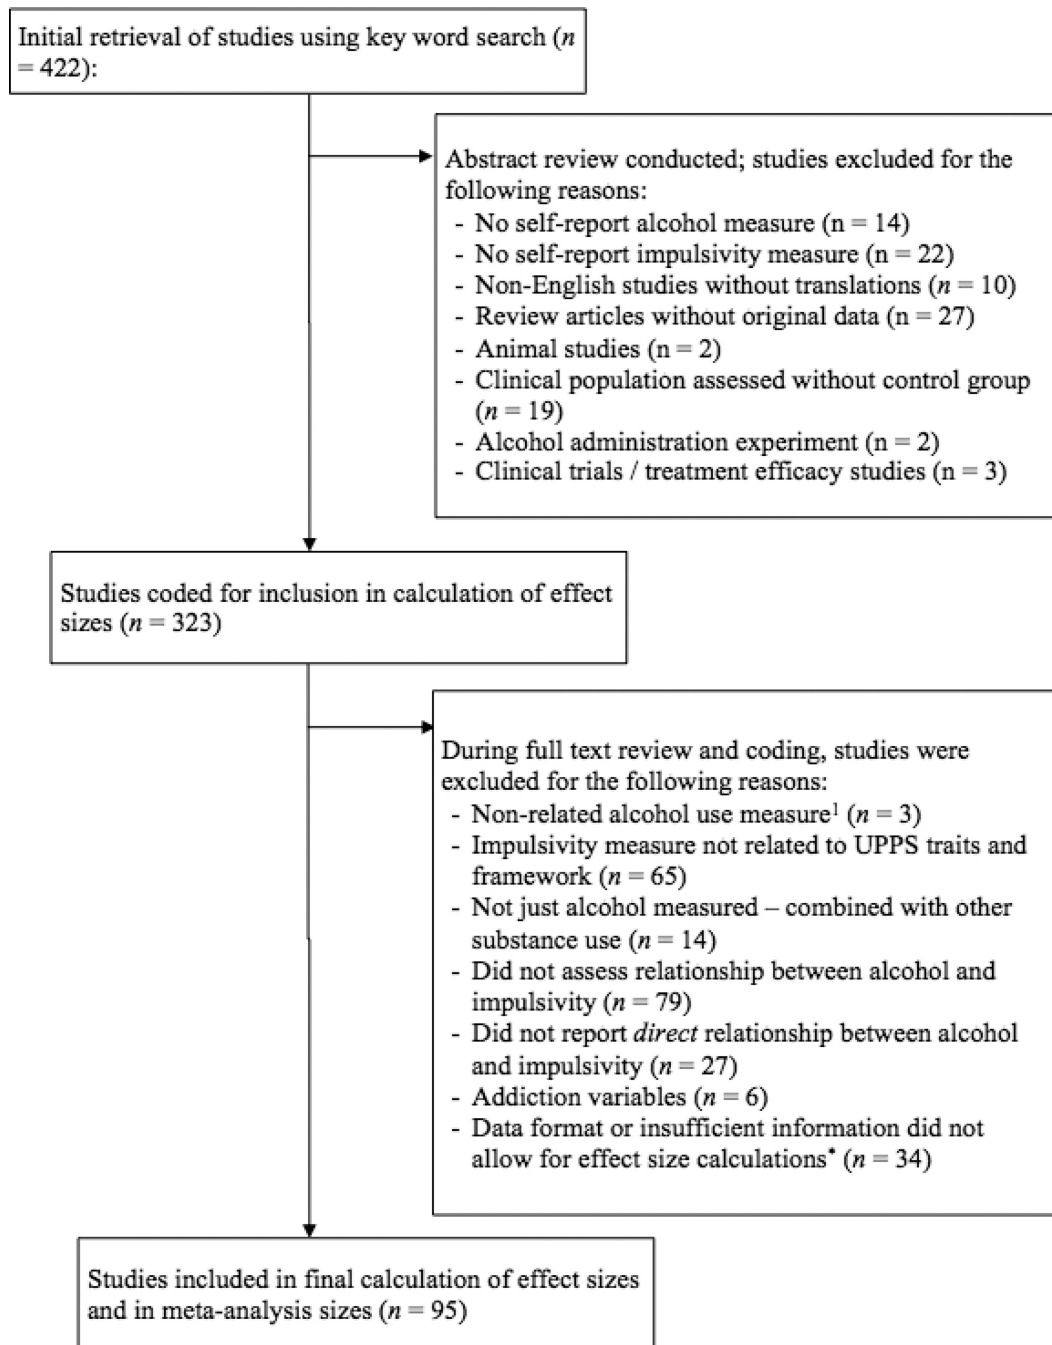 Initial retrieval of studies using key word search (n
= 422):
Abstract review conducted; studies excluded for the
following reasons:
- No self-report alcohol measure (n = 14)
- No self-report impulsivity measure (n = 22)
- Non-English studies without translations (n = 10)
- Review articles without original data (n = 27)
- Animal studies (n = 2)
- Clinical population assessed without control group
(n = 19)
- Alcohol administration experiment (n = 2)
- Clinical trials / treatment efficacy studies (n = 3)
Studies coded for inclusion in calculation of effect
sizes (n = 323)
During full text review and coding, studies were
excluded for the following reasons:
- Non-related alcohol use measure¹ (n = 3)
- Impulsivity measure not related to UPPS traits and
framework (n = 65)
- Not just alcohol measured – combined with other
substance use (n = 14)
- Did not assess relationship between alcohol and
impulsivity (n = 79)
- Did not report direct relationship between alcohol
and impulsivity (n = 27)
- Addiction variables (n = 6)
- Data format or insufficient information did not
allow for effect size calculations* (n = 34)
Studies included in final calculation of effect sizes
and in meta-analysis sizes (n = 95)